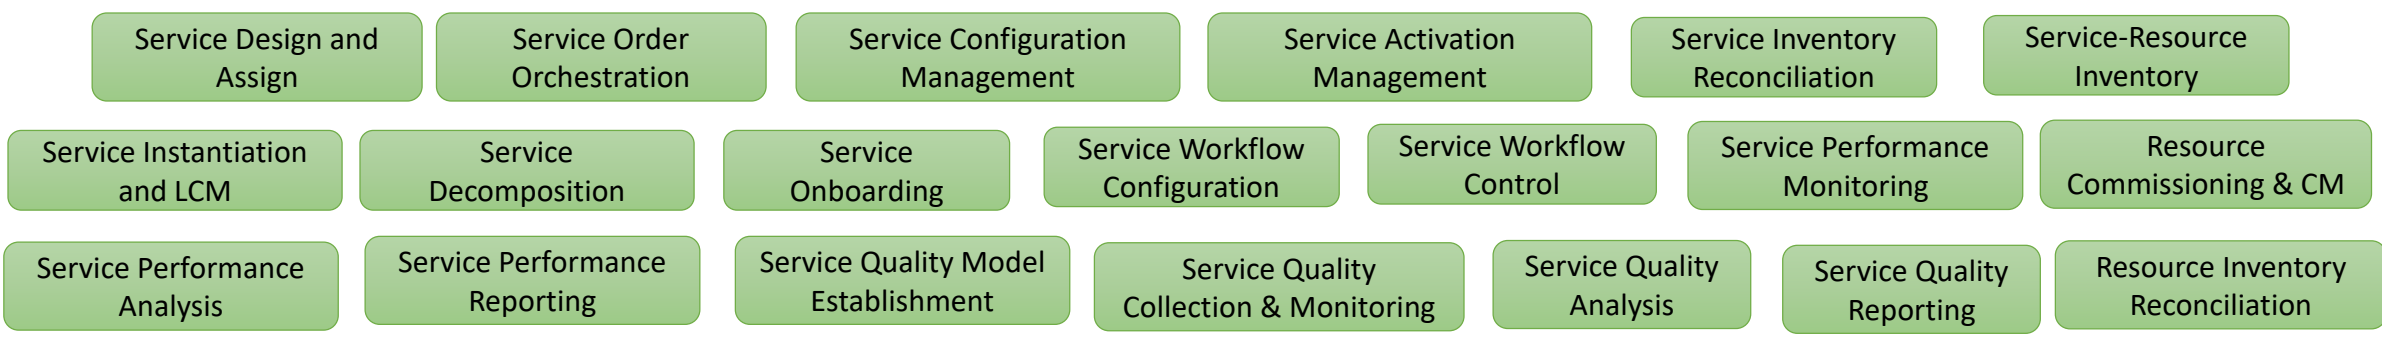 Service Design and
Assign
Service Order
Orchestration
Service Configuration
Management
Service Activation
Management
Service Inventory
Reconciliation
Service-Resource
Inventory
Service Instantiation
and LCM
Service
Decomposition
Service
Onboarding
Service Workflow
Configuration
Service Workflow
Control
Service Performance
Monitoring
Resource
Commissioning & CM
Service Performance
Analysis
Service Performance
Reporting
Service Quality Model
Establishment
Service Quality
Collection & Monitoring
Service Quality
Analysis
Service Quality
Reporting
Resource Inventory
Reconciliation